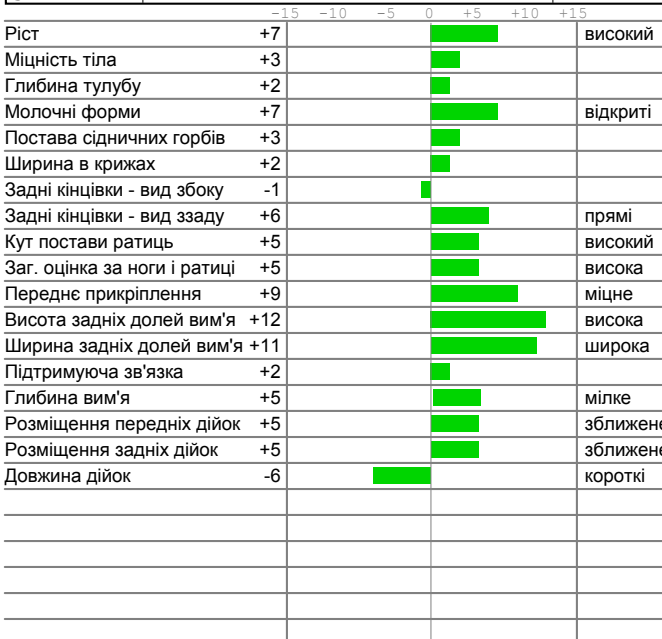 -15 -10 -5 0 +5 +10 +15
Ріст +7 високий
Міцність тіла +3
Глибина тулубу +2
Молочні форми +7 відкриті
Постава сідничних горбів +3
Ширина в крижах +2
Задні кінцівки - вид збоку -1
Задні кінцівки - вид ззаду +6 прямі
Кут постави ратиць +5 високий
Заг. оцінка за ноги і ратиці +5 висока
Переднє прикріплення +9 міцне
Висота задніх долей вим'я +12 висока
Ширина задніх долей вим'я +11 широка
Підтримуюча зв'язка +2
Глибина вим'я +5 мілке
Розміщення передніх дійок +5 зближене
Розміщення задніх дійок +5 зближене
Довжина дійок -6 короткі